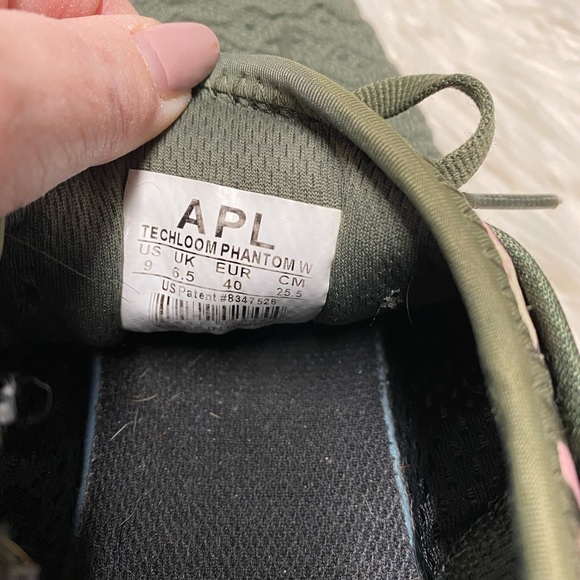 APL
TECHLOOM PHANTOM W
US UK EUR CM
9 6.5 40 25.5
US Patent #8347526